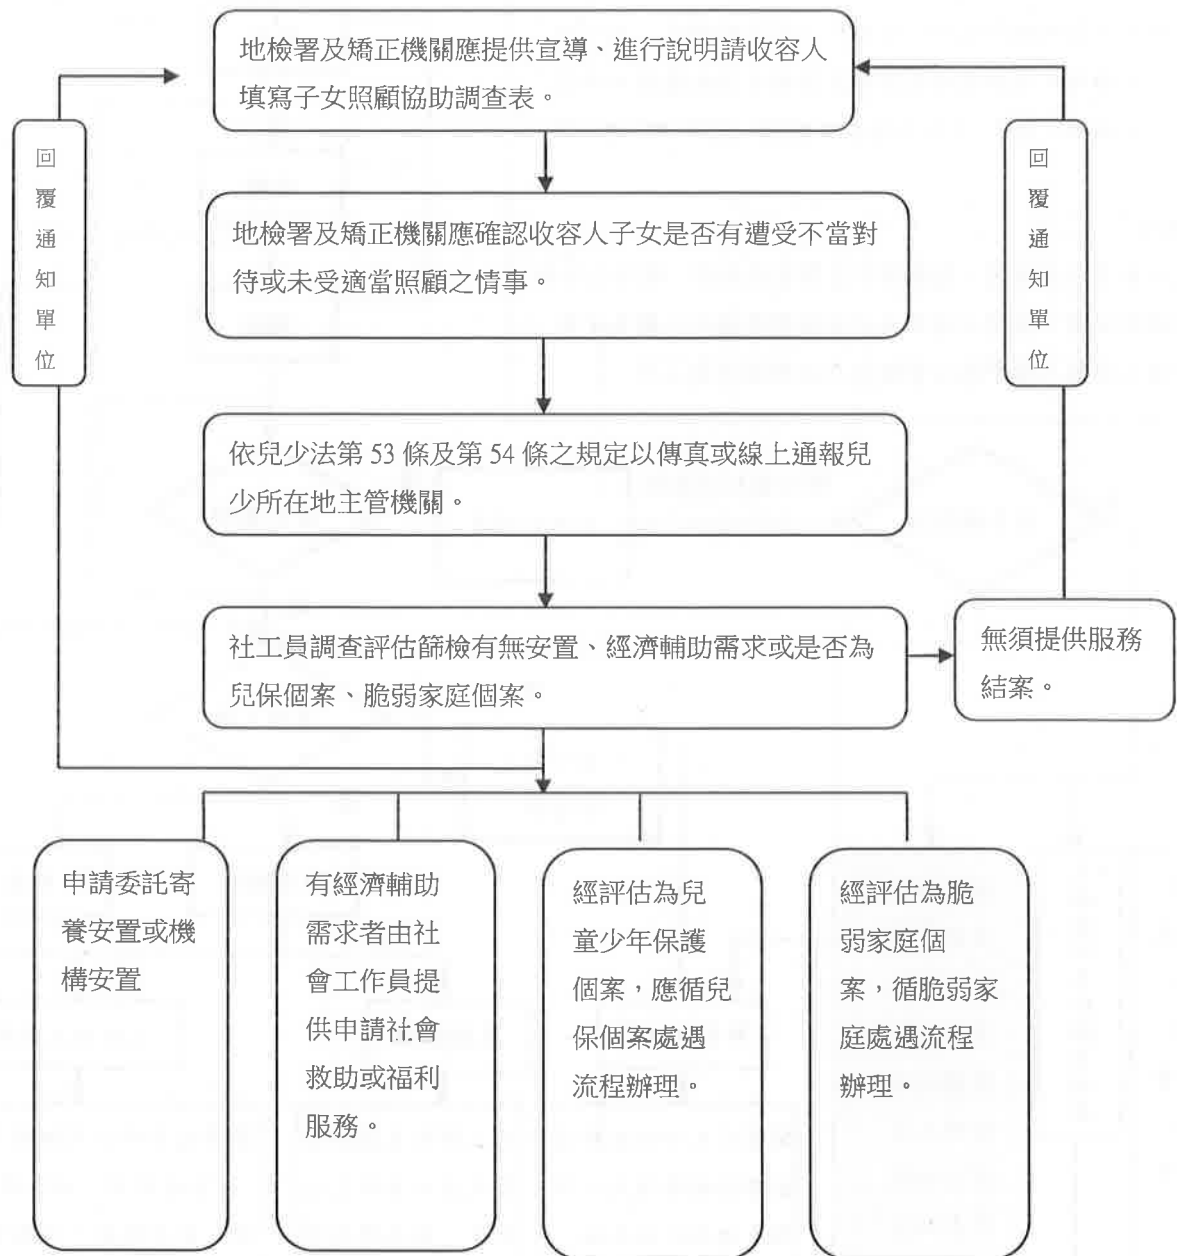 地檢署及矯正機關應提供宣導、進行說明請收容人
填寫子女照顧協助調查表。
回
覆
通
知
單
位
回
覆
通
知
單
位
地檢署及矯正機關應確認收容人子女是否有遭受不當對
待或未受適當照顧之情事。
依兒少法第 53 條及第 54 條之規定以傳真或線上通報兒
少所在地主管機關。
社工員調查評估篩檢有無安置、經濟輔助需求或是否為
兒保個案、脆弱家庭個案。
無須提供服務
結案。
申請委託寄
養安置或機
構安置
有經濟輔助
需求者由社
會工作員提
供申請社會
救助或福利
服務。
經評估為兒
童少年保護
個案，應循兒
保個案處遇
流程辦理。
經評估為脆
弱家庭個
案，循脆弱家
庭處遇流程
辦理。